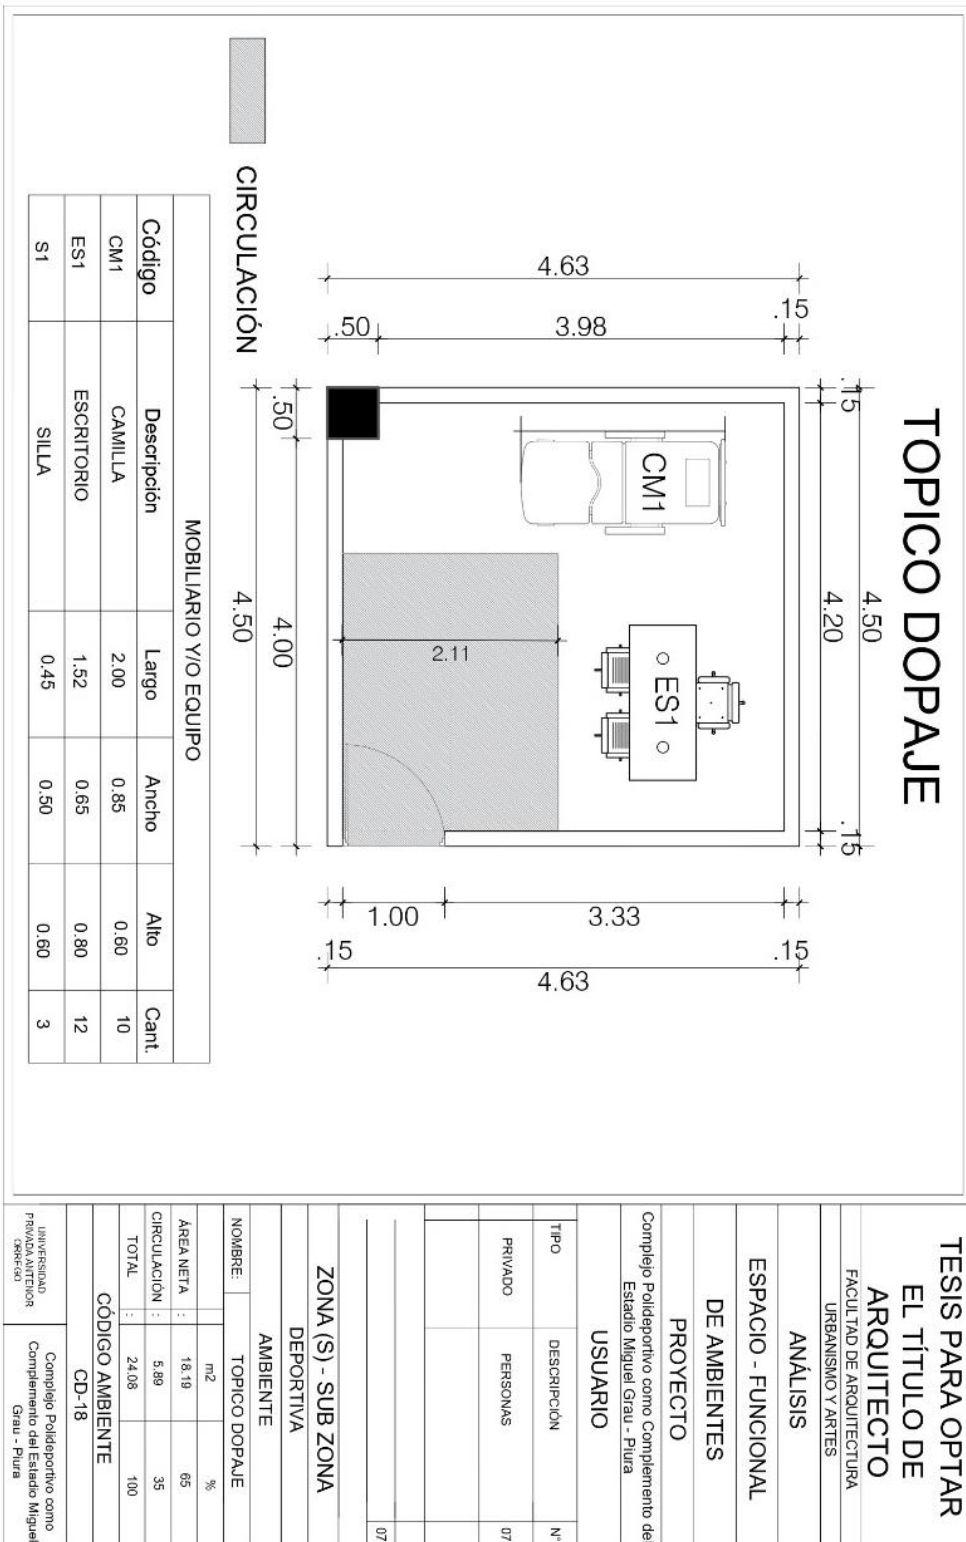 TOPICO DOPAJE
4.50
.15
4.20
.15
.15
3.33
.15
1.00
4.63
4.63
.15
3.98
.50
CM1
ES1
2.11
.50
4.00
4.50
CIRCULACIÓN
MOBILIARIO Y/O EQUIPO
Código Descripción Largo Ancho Alto Cant.
CM1 CAMILLA 2.00 0.85 0.60 10
ES1 ESCRITORIO 1.52 0.65 0.80 12
S1 SILLA 0.45 0.50 0.60 3
TESIS PARA OPTAR
EL TÍTULO DE
ARQUITECTO
FACULTAD DE ARQUITECTURA
URBANISMO Y ARTES
ANÁLISIS
ESPACIO - FUNCIONAL
DE AMBIENTES
PROYECTO
Complejo Polideportivo como Complemento del
Estadio Miguel Grau - Piura
USUARIO
TIPO DESCRIPCIÓN N°
PRIVADO PERSONAS 07
07
ZONA (S) - SUB ZONA
DEPORTIVA
AMBIENTE
NOMBRE: TOPICO DOPAJE
m2 %
ÁREA NETA : 18.19 65
CIRCULACIÓN : 5.89 35
TOTAL : 24.08 100
CÓDIGO AMBIENTE
CD-18
UNIVERSIDAD
PRIVADA ANTENOR
ORREGO
Complejo Polideportivo como
Complemento del Estadio Miguel
Grau - Piura